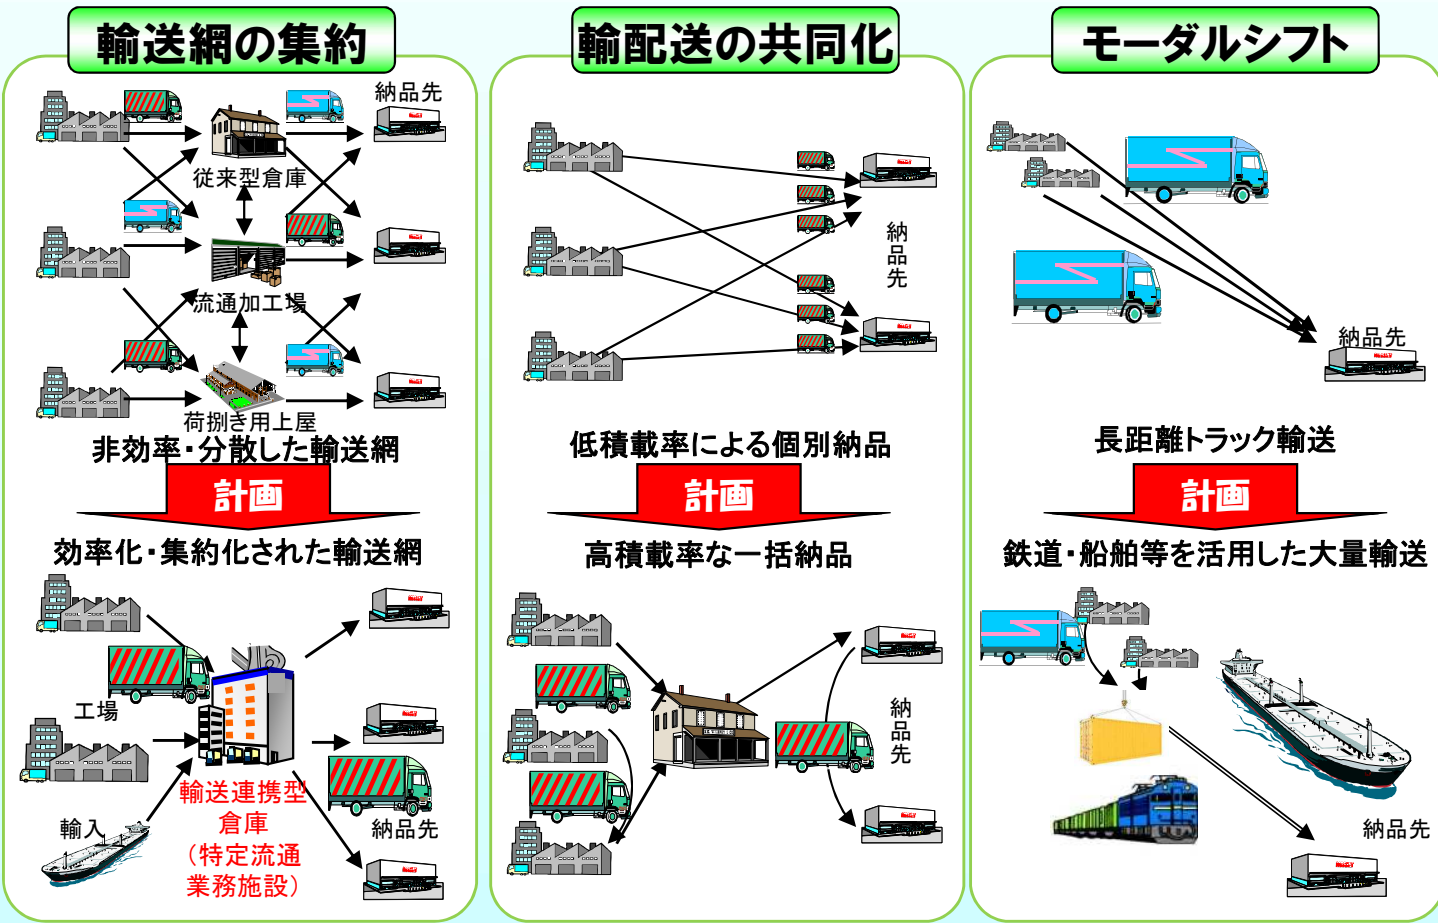 輸送網の集約
納品先
従来型倉庫
流通加工場
荷捌き用上屋
非効率・分散した輸送網
計画
効率化・集約化された輸送網
工場
輸入
輸送連携型
倉庫
（特定流通
業務施設）
納品先
輸配送の共同化
納品先
低積載率による個別納品
計画
高積載率な一括納品
納品先
モーダルシフト
納品先
長距離トラック輸送
計画
鉄道・船舶等を活用した大量輸送
納品先